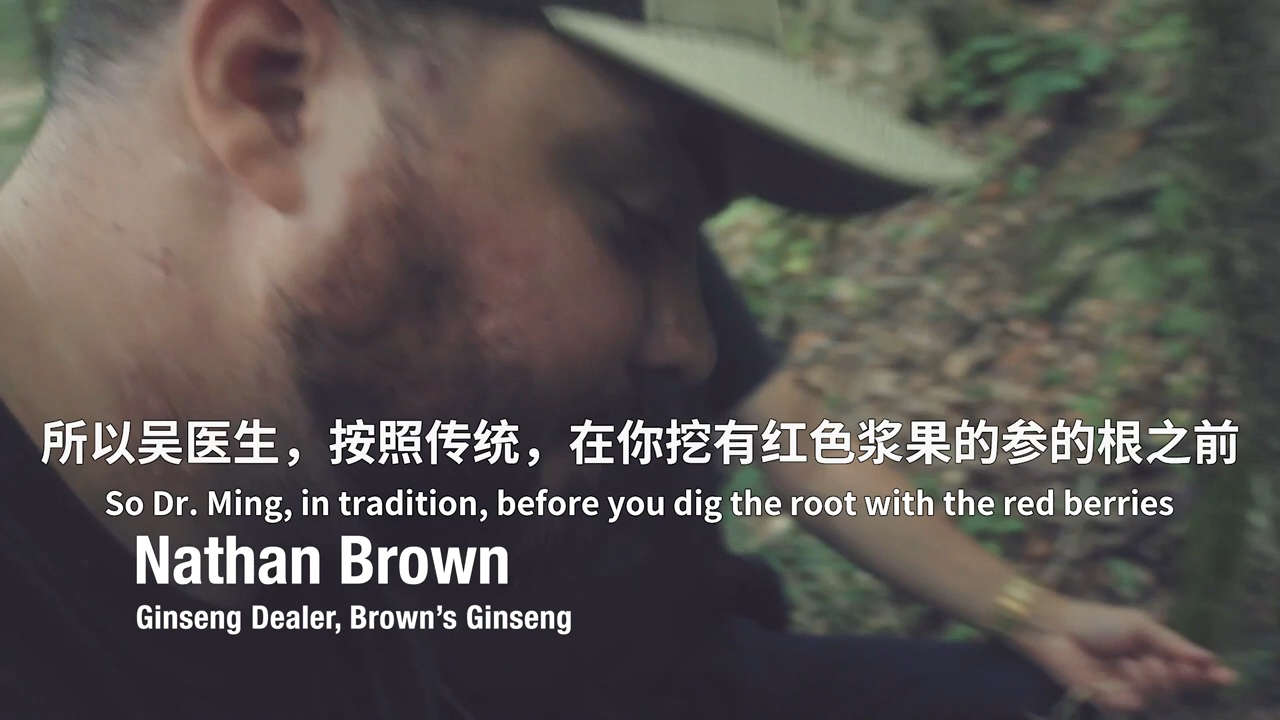 所以吴医生，按照传统，在你挖有红色浆果的参的根之前
So Dr. Ming, in tradition, before you dig the root with the red berries
Nathan Brown
Ginseng Dealer, Brown’s Ginseng